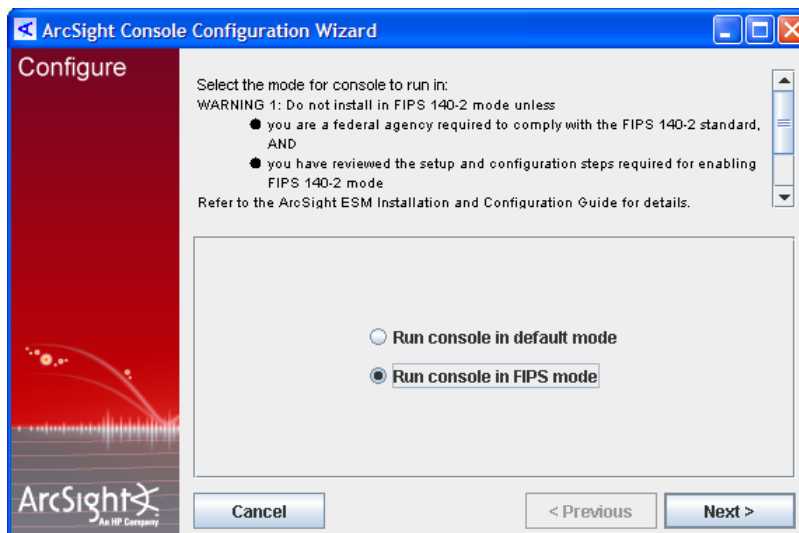 ArcSight Console Configuration Wizard
Configure
Select the mode for console to run in:
WARNING 1: Do not install in FIPS 140-2 mode unless
● you are a federal agency required to comply with the FIPS 140-2 standard,
AND
● you have reviewed the setup and configuration steps required for enabling
FIPS 140-2 mode
Refer to the ArcSight ESM Installation and Configuration Guide for details.
Run console in default mode
Run console in FIPS mode
ArcSight
An HP Company
Cancel
< Previous
Next >